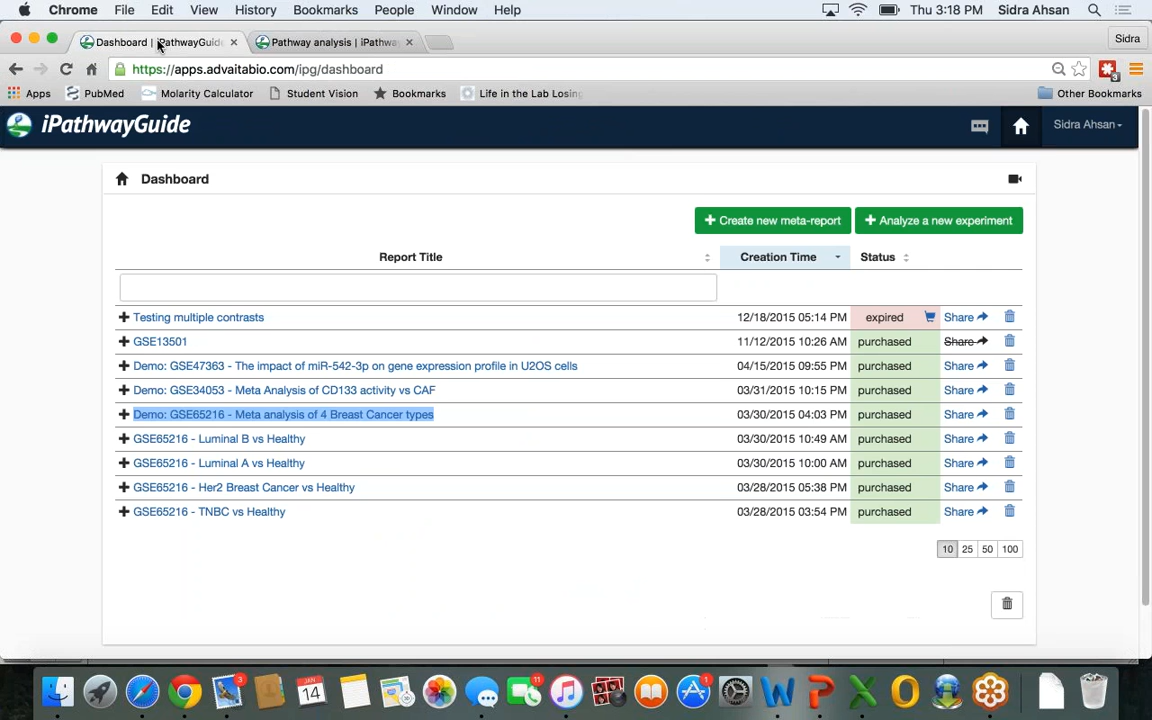 Chrome File Edit View History Bookmarks People Window Help Thu 3:18 PM Sidra Ahsan
Dashboard | iPathwayGuide Pathway analysis | iPathwa Sidra
https://apps.advaitabio.com/ipg/dashboard
Apps PubMed Molarity Calculator Student Vision Bookmarks Life in the Lab Losin Other Bookmarks
iPathwayGuide Sidra Ahsan
Dashboard
Create new meta-report Analyze a new experiment
Report Title Creation Time Status
Testing multiple contrasts 12/18/2015 05:14 PM expired Share
GSE13501 11/12/2015 10:26 AM purchased Share
Demo: GSE47363 - The impact of miR-542-3p on gene expression profile in U2OS cells 04/15/2015 09:55 PM purchased Share
Demo: GSE34053 - Meta Analysis of CD133 activity vs CAF 03/31/2015 10:15 PM purchased Share
Demo: GSE65216 - Meta analysis of 4 Breast Cancer types 03/30/2015 04:03 PM purchased Share
GSE65216 - Luminal B vs Healthy 03/30/2015 10:49 AM purchased Share
GSE65216 - Luminal A vs Healthy 03/30/2015 10:00 AM purchased Share
GSE65216 - Her2 Breast Cancer vs Healthy 03/28/2015 05:38 PM purchased Share
GSE65216 - TNBC vs Healthy 03/28/2015 03:54 PM purchased Share
10 25 50 100
3 JAN 14 11 1